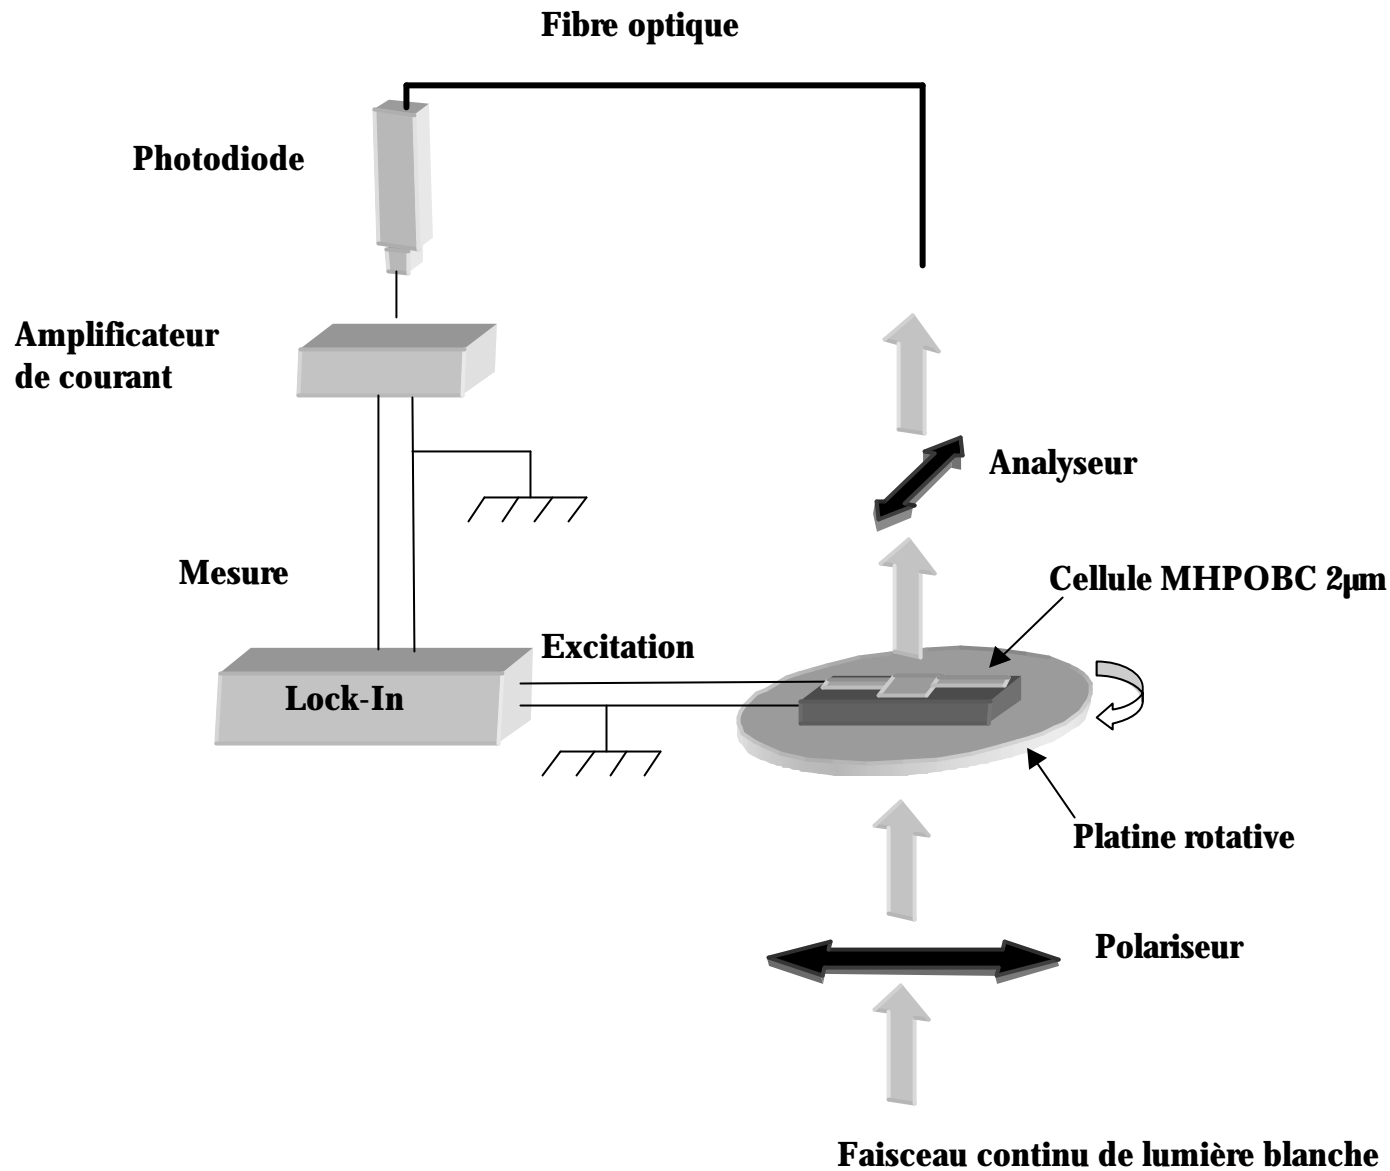 Fibre optique
Photodiode
Amplificateur
de courant
Analyseur
Mesure
Cellule MHPOBC 2µm
Excitation
Lock-In
Platine rotative
Polariseur
Faisceau continu de lumière blanche